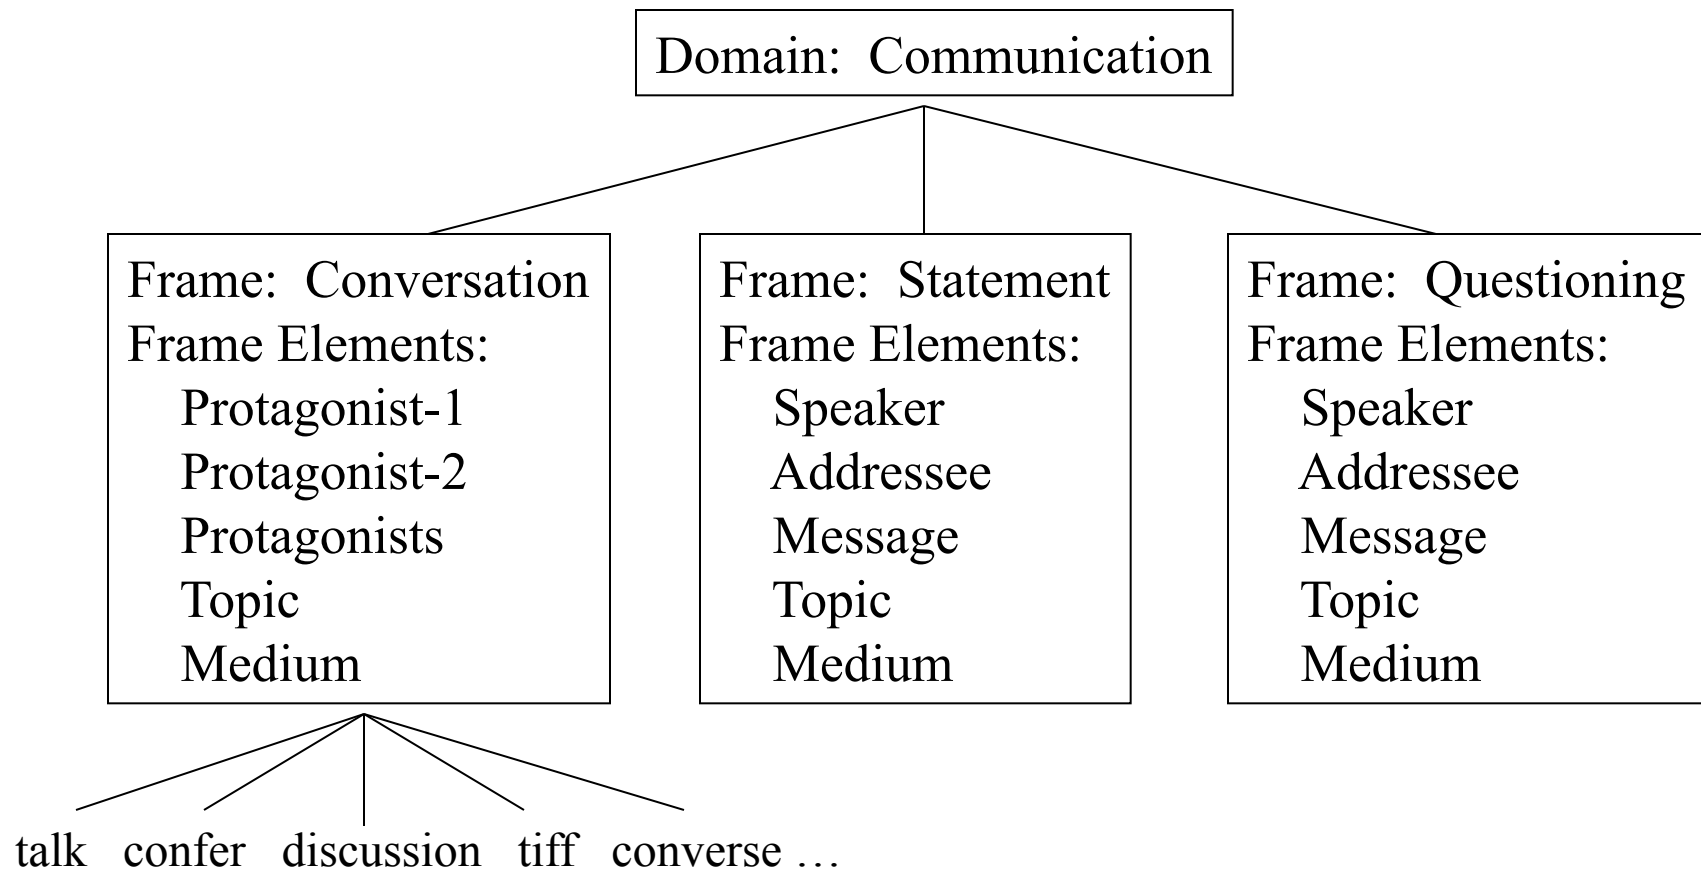 Domain: Communication
Frame: Conversation
Frame Elements:
Protagonist-1
Protagonist-2
Protagonists
Topic
Medium
Frame: Statement
Frame Elements:
Speaker
Addressee
Message
Topic
Medium
Frame: Questioning
Frame Elements:
Speaker
Addressee
Message
Topic
Medium
talk confer discussion tiff converse …